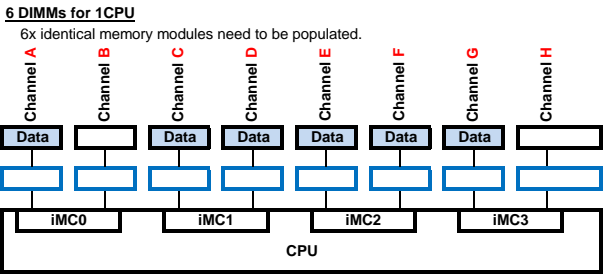 6 DIMMs for 1CPU
6x identical memory modules need to be populated.
Channel A Channel B Channel C Channel D Channel E Channel F Channel G Channel H
Data Data Data Data Data Data
iMC0 iMC1 iMC2 iMC3
CPU